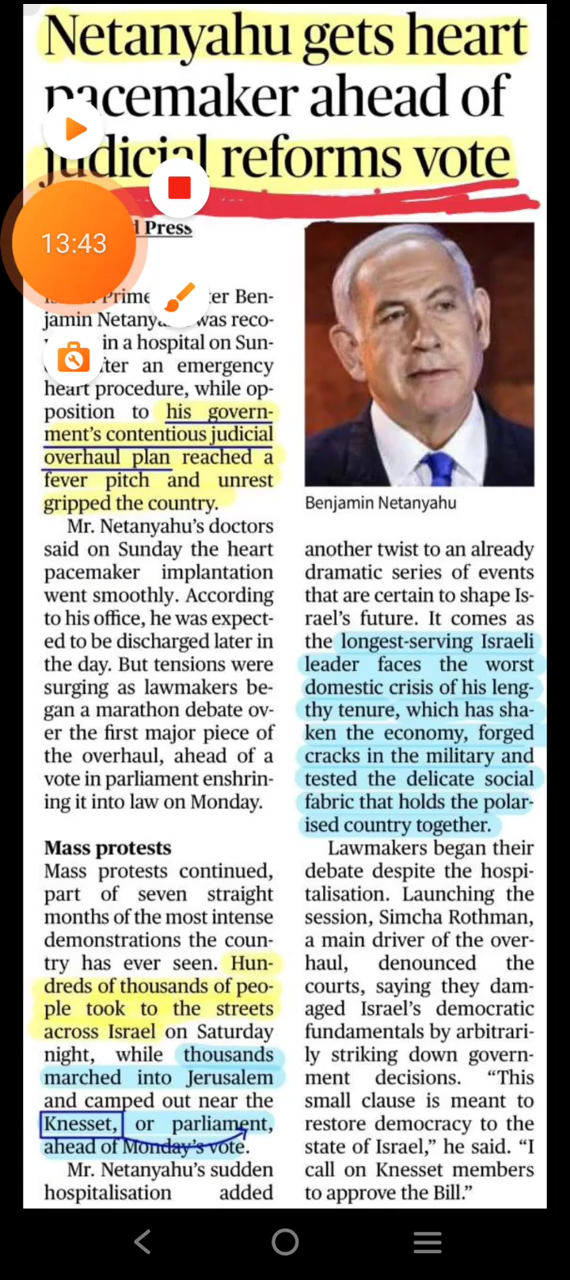 Netanyahu gets heart
pacemaker ahead of
judicial reforms vote
13:43
Press
Prime
ter Ben-
jamin
was reco-
in a hospital on Sun-
ter an emergency
heart procedure, while op-
position to his govern-
ment's contentious judicial
overhaul plan reached a
fever pitch and unrest
gripped the country.
Mr. Netanyahu's doctors
said on Sunday the heart
pacemaker implantation
went smoothly. According
to his office, he was expect-
ed to be discharged later in
the day. But tensions were
surging as lawmakers be-
gan a marathon debate ov-
er the first major piece of
the overhaul, ahead of a
vote in parliament enshrin-
ing it into law on Monday.
Mass protests
Mass protests continued,
part of seven straight
months of the most intense
demonstrations the coun-
try has ever seen. Hun-
dreds of thousands of peo-
ple took to the streets
across Israel on Saturday
night, while thousands
marched into Jerusalem
and camped out near the
Knesset, or parliament,
ahead of Monday's vote.
Mr. Netanyahu's sudden
hospitalisation added
Benjamin Netanyahu
another twist to an already
dramatic series of events
that are certain to shape Is-
rael's future. It comes as
the longest-serving Israeli
leader faces the worst
domestic crisis of his leng-
thy tenure, which has sha-
ken the economy, forged
cracks in the military and
tested the delicate social
fabric that holds the polar-
ised country together.
Lawmakers began their
debate despite the hospi-
talisation. Launching the
session, Simcha Rothman,
a main driver of the over-
haul, denounced the
courts, saying they dam-
aged Israel's democratic
fundamentals by arbitrari-
ly striking down govern-
ment decisions. “This
small clause is meant to
restore democracy to the
state of Israel,” he said. “I
call on Knesset members
to approve the Bill.”